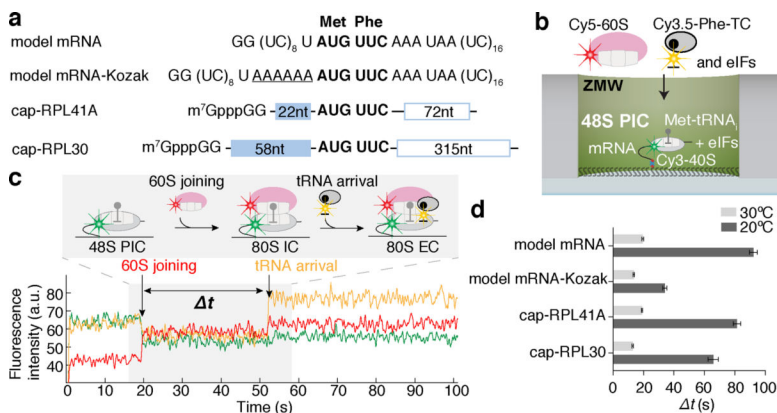 a
Met Phe
model mRNA GG (UC)8 U AUG UUC AAA UAA (UC)16
model mRNA-Kozak GG (UC)8 U AAAAAA AUG UUC AAA UAA (UC)16
cap-RPL41A m7GpppGG 22nt AUG UUC 72nt
cap-RPL30 m7GpppGG 58nt AUG UUC 315nt
b
Cy5-60S Cy3.5-Phe-TC
and eIFs
ZMW
48S PIC Met-tRNAi
+ eIFs
mRNA
Cy3-40S
c
60S joining tRNA arrival
48S PIC 80S IC 80S EC
60S joining tRNA arrival
Δt
Fluorescence
intensity (a.u.)
80
70
60
50
40
0 10 20 30 40 50 60 70 80 90 100
Time (s)
d
30ºC
20ºC
model mRNA
model mRNA-Kozak
cap-RPL41A
cap-RPL30
0 20 40 60 80 100
Δt (s)